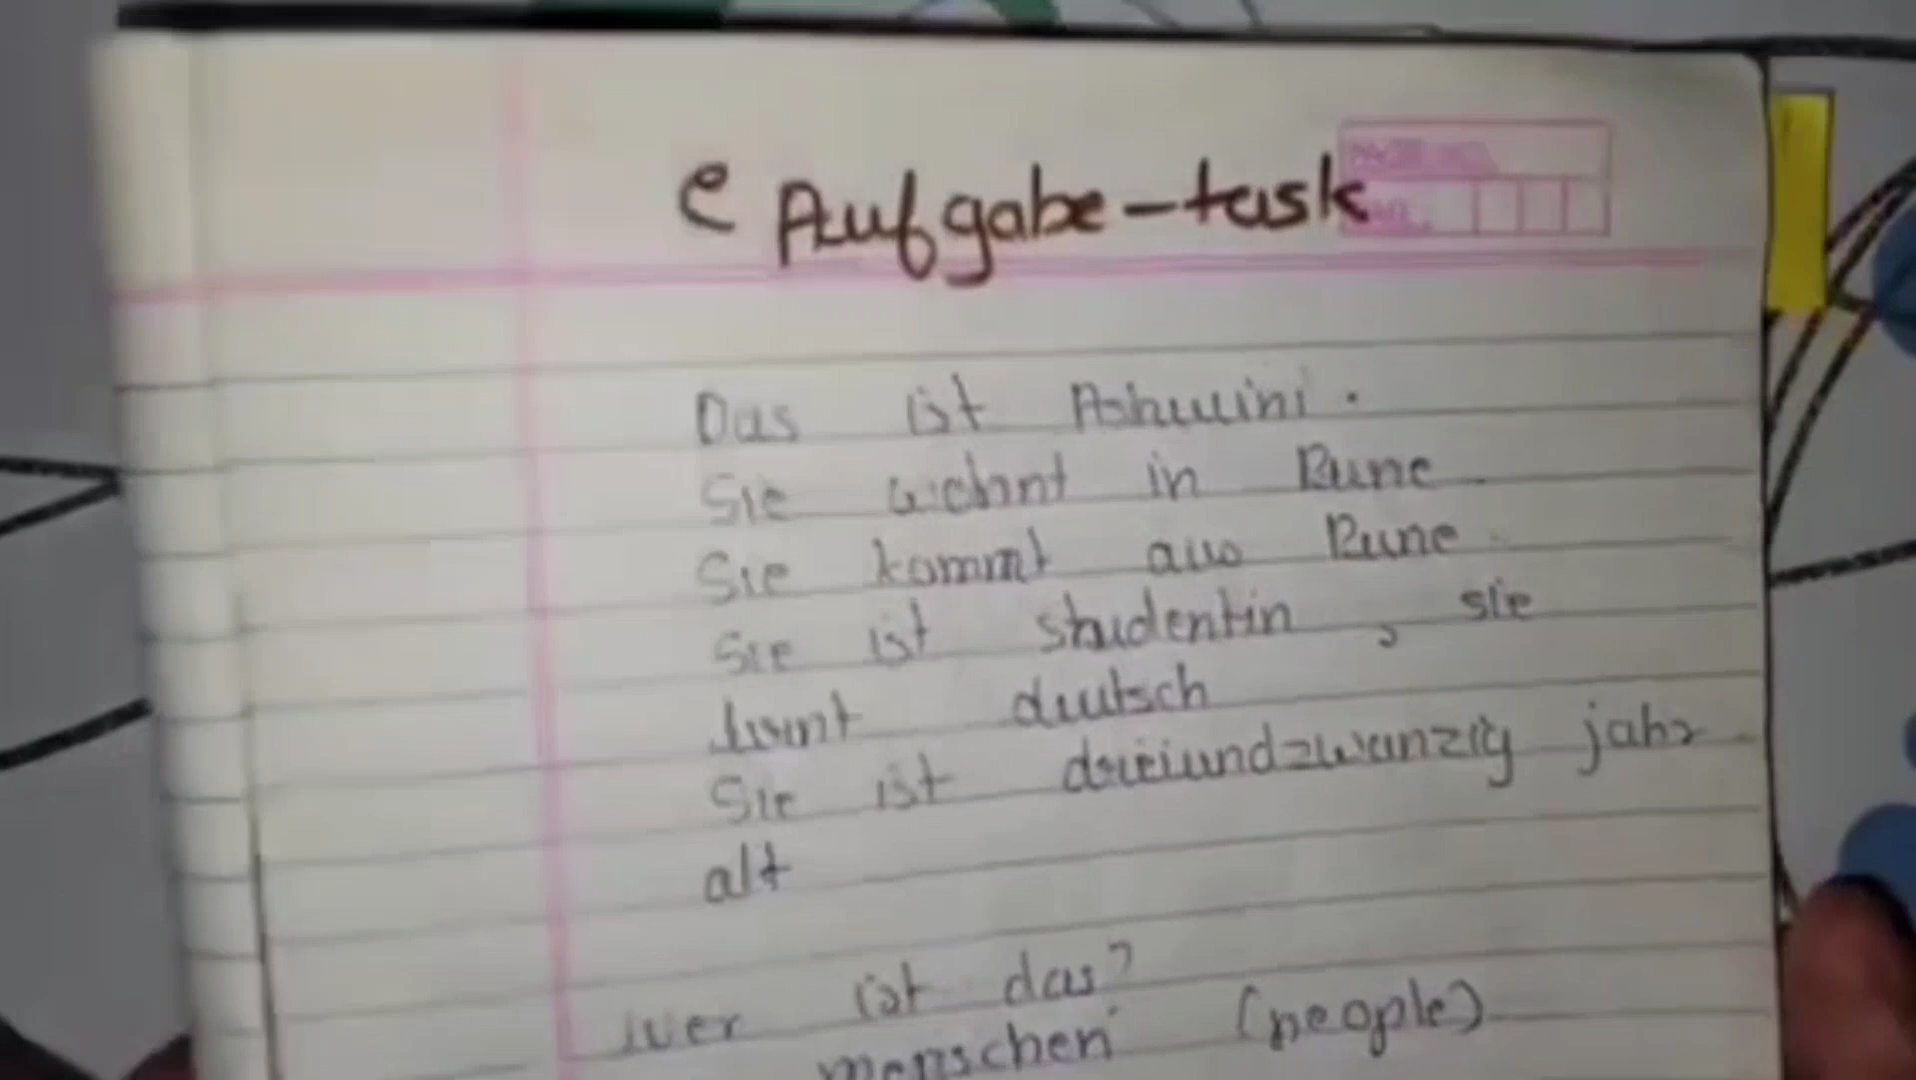 e Aufgabe-task
Das ist Ashwini.
Sie wohnt in Pune
Sie kommt aus Pune
Sie ist studentin, sie
lernt deutsch
Sie ist dreiundzwanzig jahr
alt
wer ist das?
menschen (people)